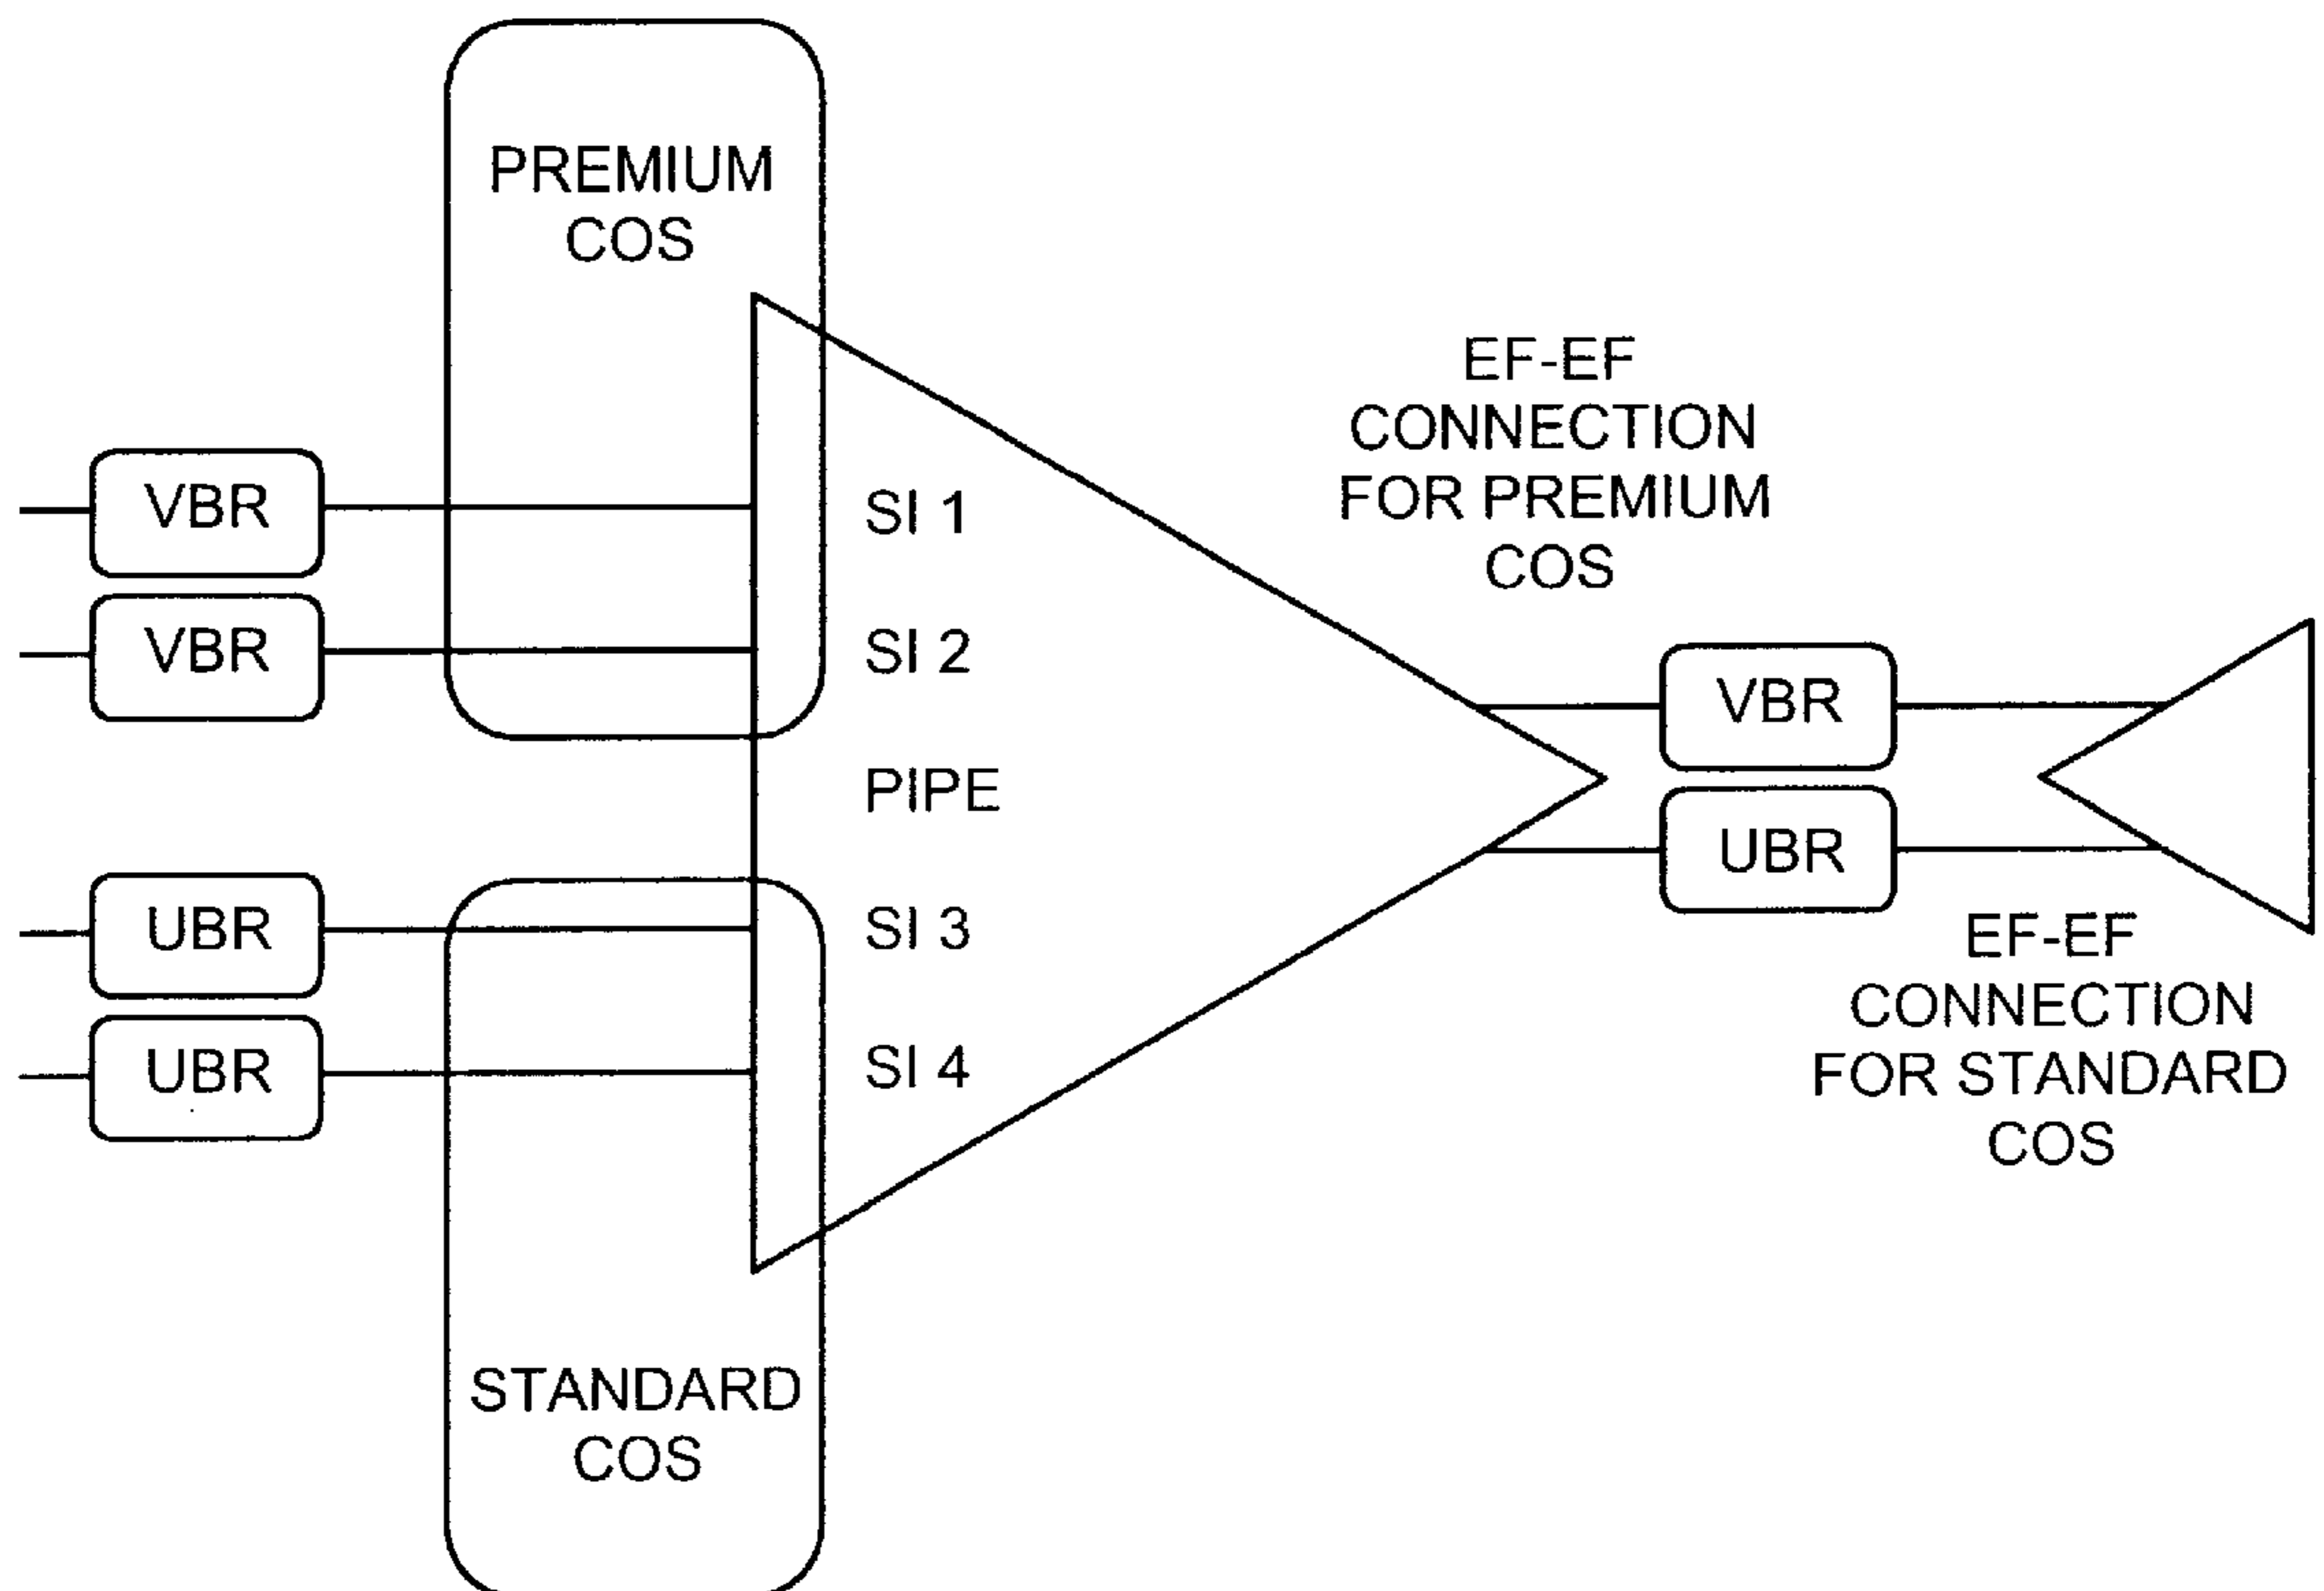 PREMIUM
COS
VBR
SI 1
VBR
SI 2
PIPE
UBR
SI 3
UBR
SI 4
STANDARD
COS
EF-EF
CONNECTION
FOR PREMIUM
COS
VBR
UBR
EF-EF
CONNECTION
FOR STANDARD
COS